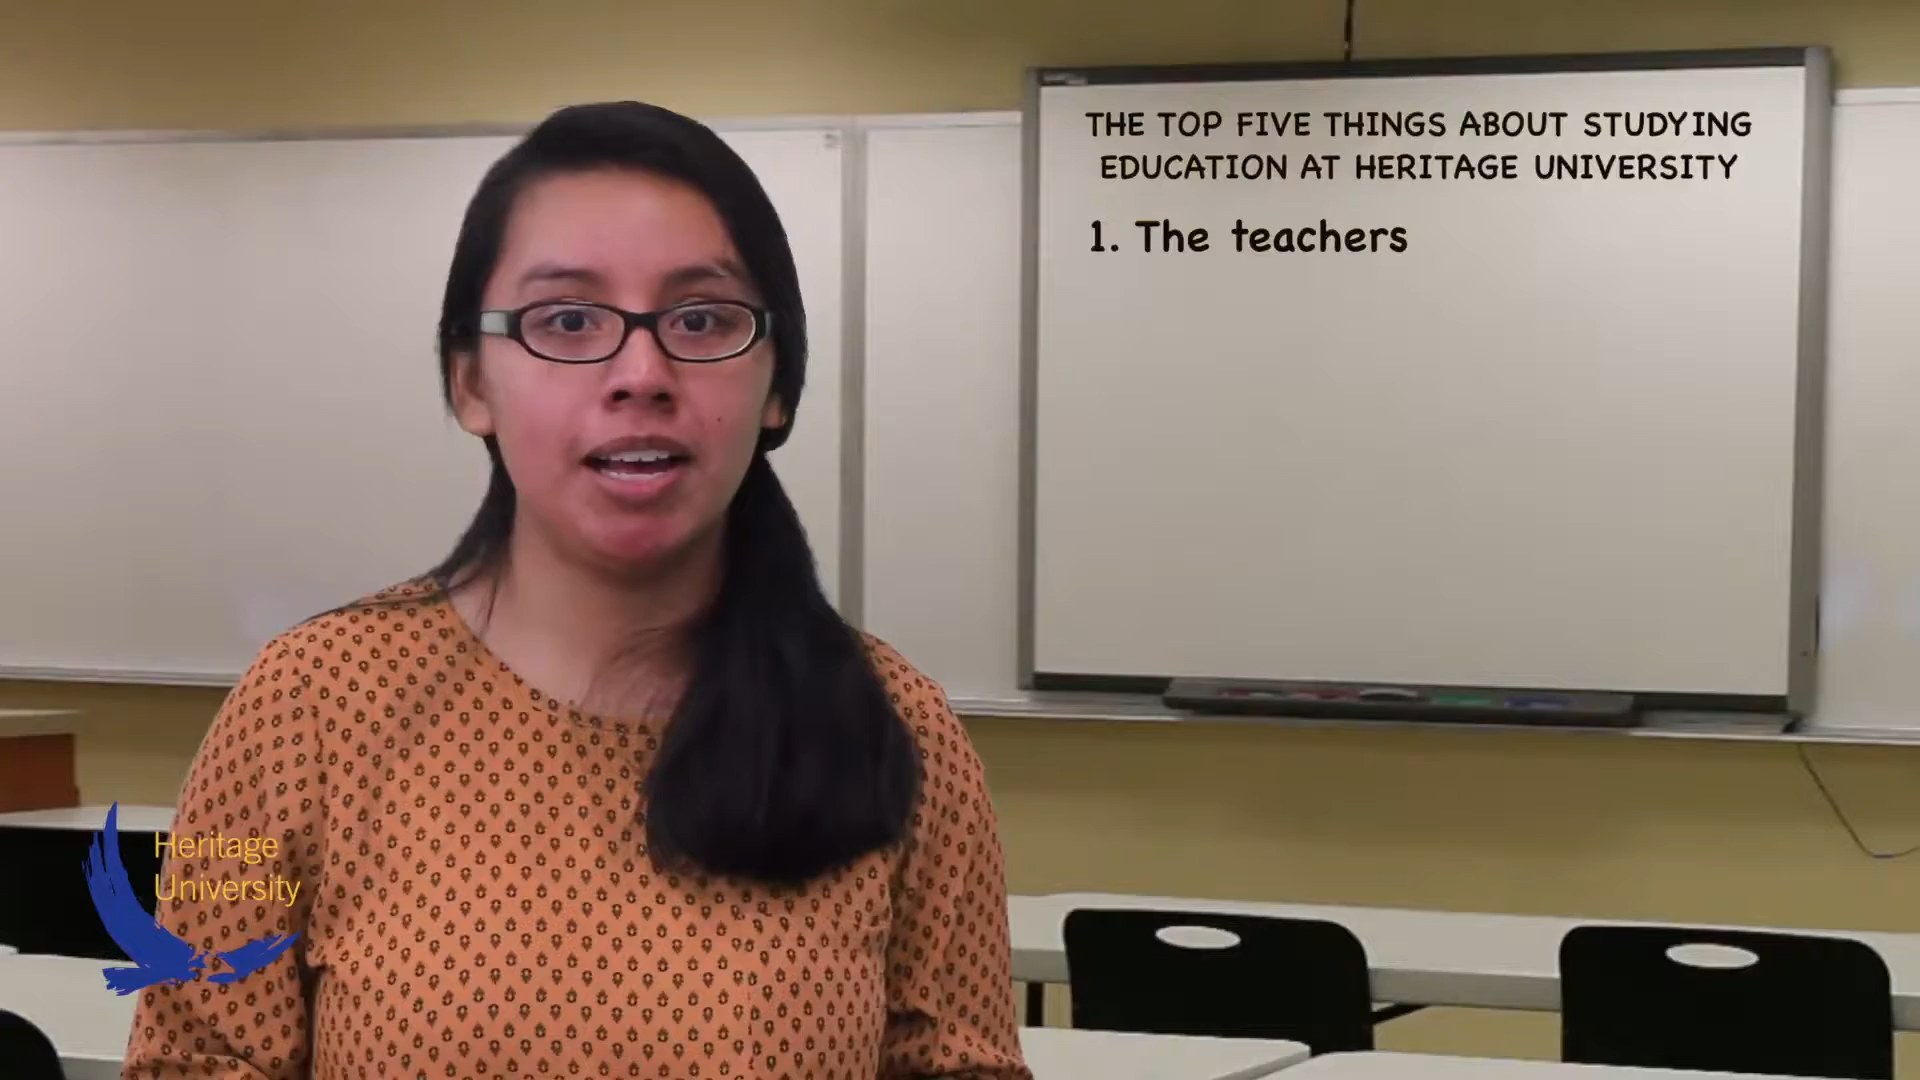 THE TOP FIVE THINGS ABOUT STUDYING
EDUCATION AT HERITAGE UNIVERSITY
1. The teachers
Heritage
University